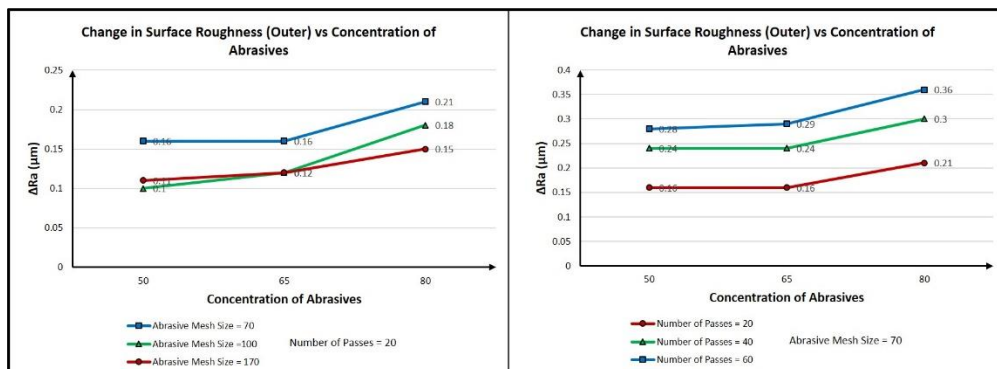 Change in Surface Roughness (Outer) vs Concentration of
Abrasives
ΔRa (µm)
0.25
0.2
0.15
0.1
0.05
0
0.16
0.16
0.21
0.1
0.12
0.18
0.11
0.15
50
65
80
Concentration of Abrasives
Abrasive Mesh Size = 70
Abrasive Mesh Size =100
Abrasive Mesh Size = 170
Number of Passes = 20
Change in Surface Roughness (Outer) vs Concentration of
Abrasives
ΔRa (µm)
0.4
0.35
0.3
0.25
0.2
0.15
0.1
0.05
0
0.28
0.29
0.36
0.24
0.24
0.3
0.16
0.16
0.21
50
65
80
Concentration of Abrasives
Number of Passes = 20
Number of Passes = 40
Number of Passes = 60
Abrasive Mesh Size = 70